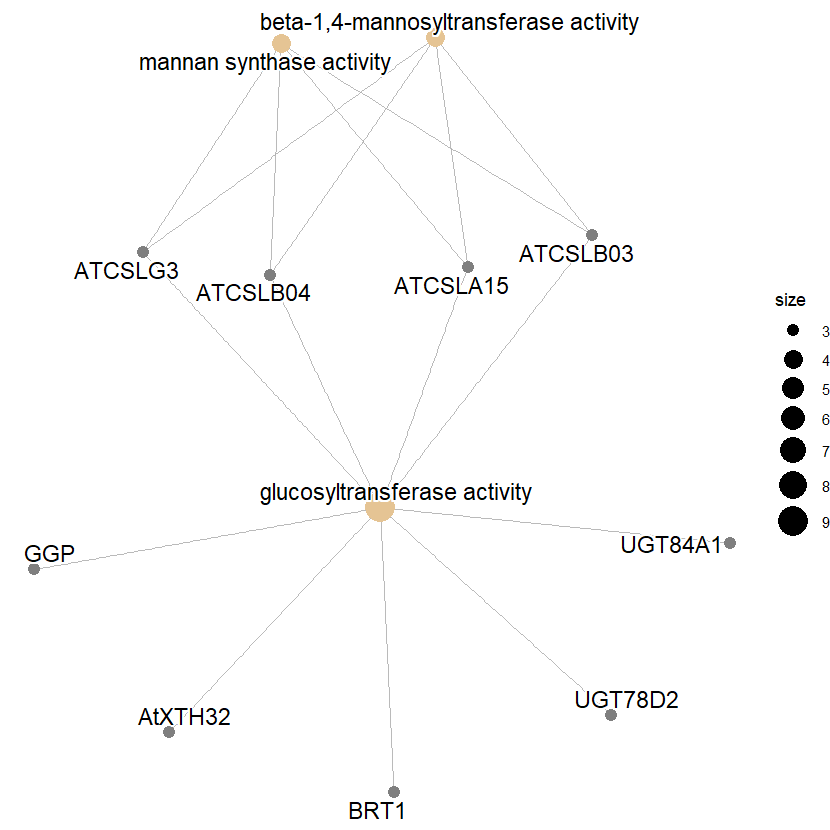 beta-1,4-mannosyltransferase activity
mannan synthase activity
ATCSLG3
ATCSLB04
ATCSLA15
ATCSLB03
size
3
4
5
6
7
8
9
glucosyltransferase activity
GGP
UGT84A1
AtXTH32
UGT78D2
BRT1